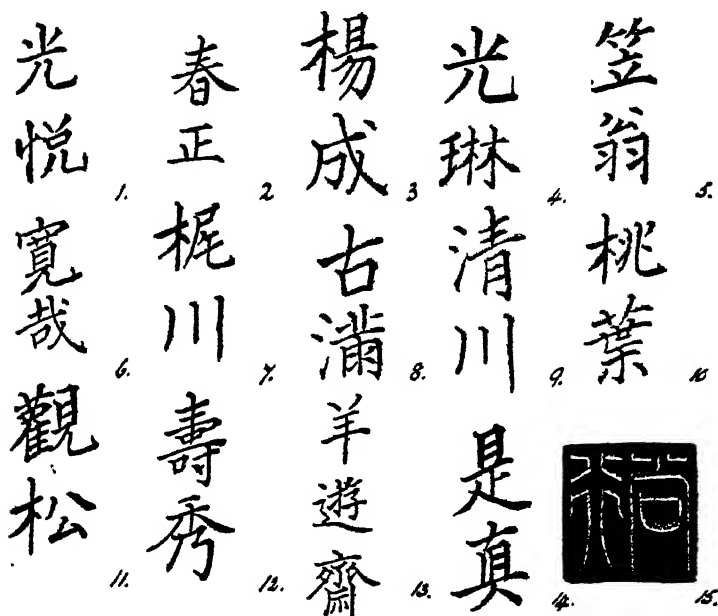 光悦 1.
春正 2
楊成 3
光琳 4.
笠翁 5.
寛哉 6.
梶川 7.
古満 8.
清川 9.
桃葉 10
觀松 11.
壽秀 12.
羊遊齋 13.
是真 14.
15.